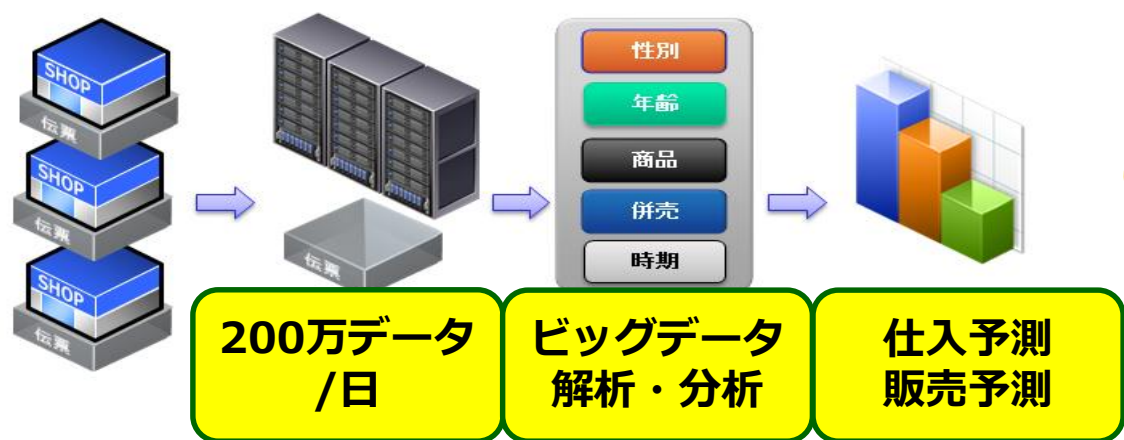 SHOP
伝票
SHOP
伝票
SHOP
伝票
伝票
性別
年齢
商品
併売
時期
200万データ
/日
ビッグデータ
解析・分析
仕入予測
販売予測